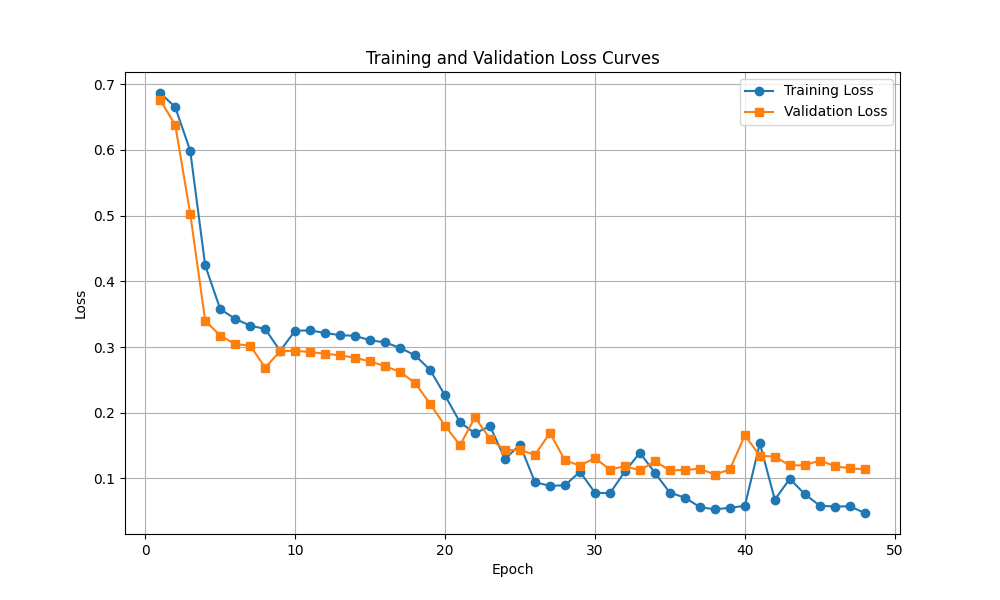 Training and Validation Loss Curves
Training Loss
Validation Loss
0.7
0.6
0.5
0.4
0.3
0.2
0.1
Loss
0 10 20 30 40 50
Epoch